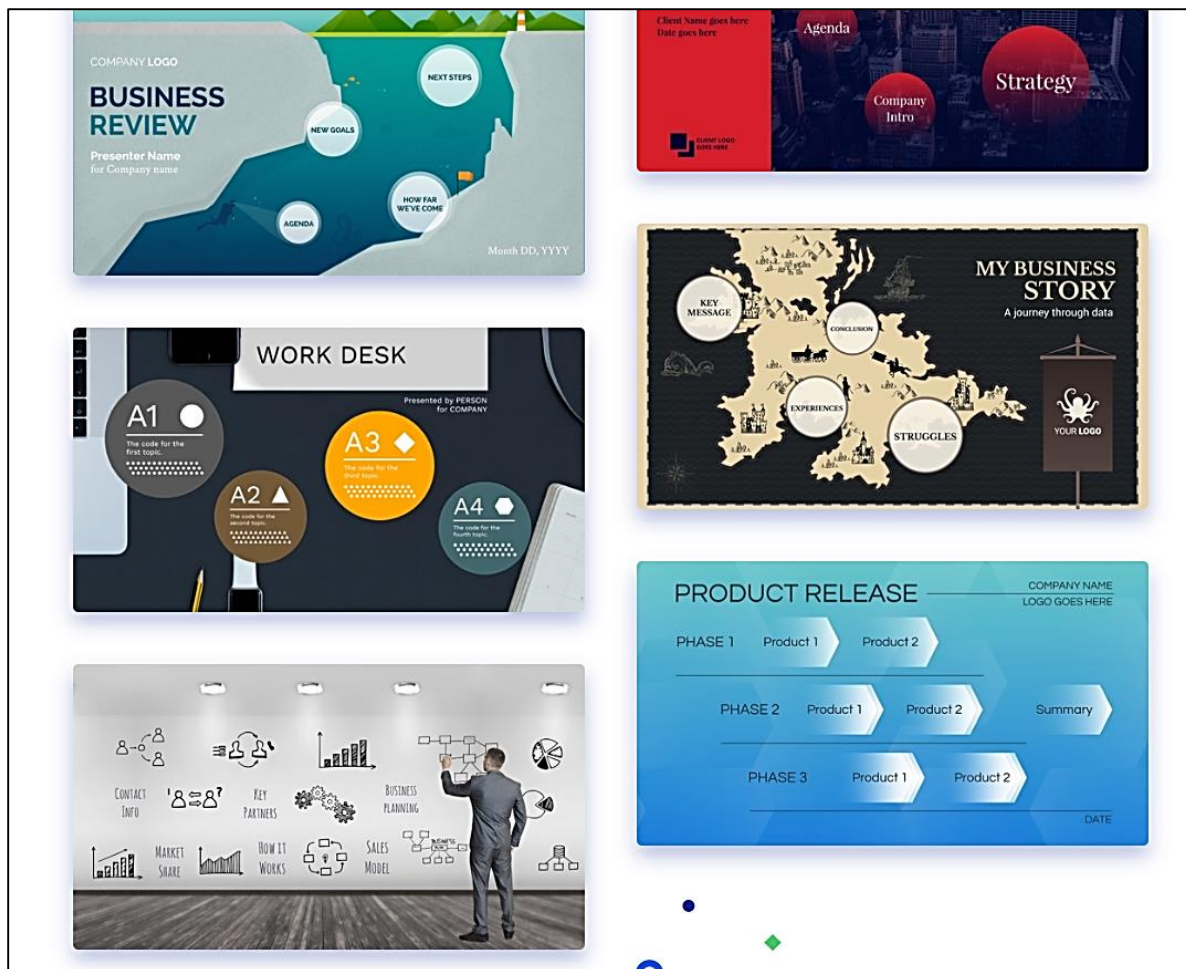 COMPANY LOGO
BUSINESS
REVIEW
Presenter Name
for Company name
NEXT STEPS
NEW GOALS
HOW FAR
WE'VE COME
AGENDA
Month DD, YYYY
Client Name goes here
Date goes here
Agenda
Strategy
Company
Intro
CLIENT LOGO
GOES HERE
WORK DESK
Presented by PERSON
for COMPANY
A1
The code for the
first topic.
A2
The code for the
second topic.
A3
The code for the
third topic.
A4
The code for the
fourth topic.
MY BUSINESS
STORY
A journey through data
KEY
MESSAGE
CONCLUSION
EXPERIENCES
STRUGGLES
YOUR LOGO
CONTACT
INFO
KEY
PARTNERS
BUSINESS
PLANNING
MARKET
SHARE
HOW IT
WORKS
SALES
MODEL
BUSINESS
PRODUCT RELEASE
COMPANY NAME
LOGO GOES HERE
PHASE 1
Product 1
Product 2
PHASE 2
Product 1
Product 2
Summary
PHASE 3
Product 1
Product 2
DATE